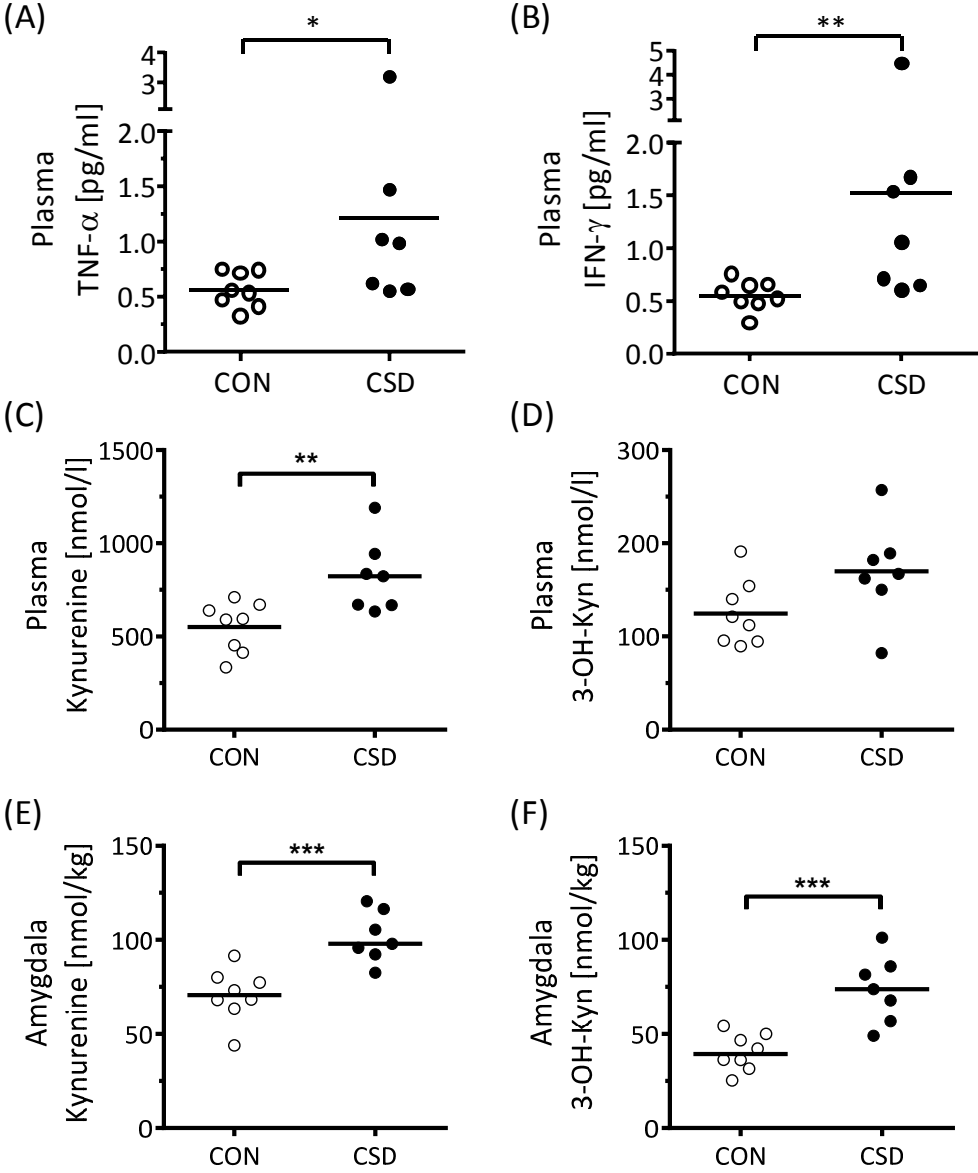 (A)
*
Plasma
TNF-α [pg/ml]
4
3
2.0
1.5
1.0
0.5
0.0
CON
CSD
(B)
**
Plasma
IFN-γ [pg/ml]
5
4
3
2.0
1.5
1.0
0.5
0.0
CON
CSD
(C)
**
Plasma
Kynurenine [nmol/l]
1500
1000
500
0
CON
CSD
(D)
Plasma
3-OH-Kyn [nmol/l]
300
200
100
0
CON
CSD
(E)
***
Amygdala
Kynurenine [nmol/kg]
150
100
50
0
CON
CSD
(F)
***
Amygdala
3-OH-Kyn [nmol/kg]
150
100
50
0
CON
CSD